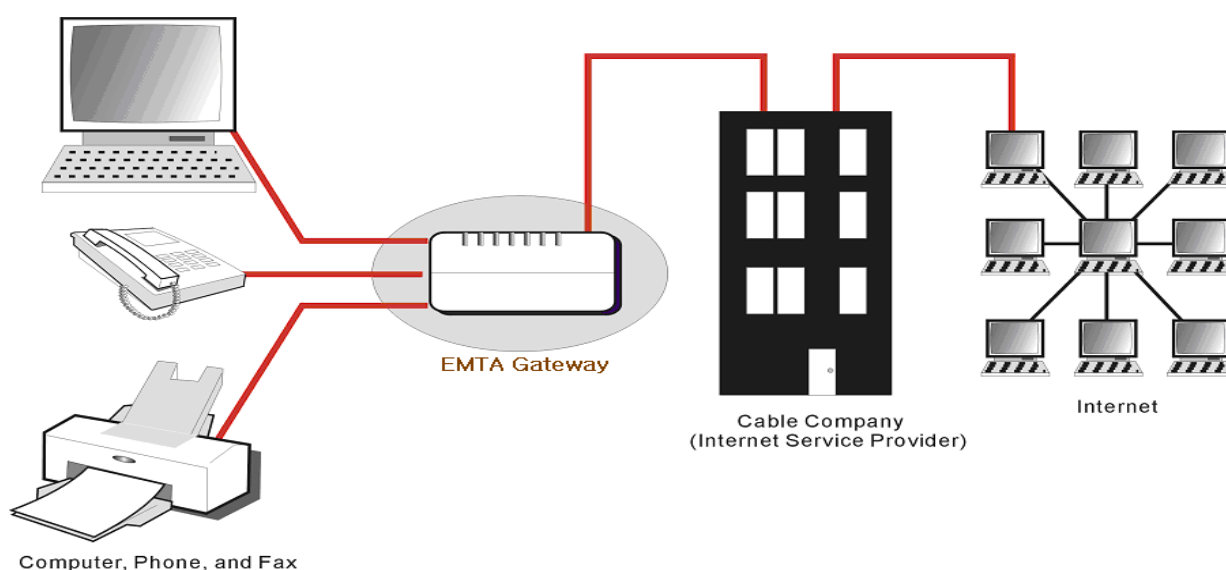 EMTA Gateway
Cable Company
(Internet Service Provider)
Internet
Computer, Phone, and Fax